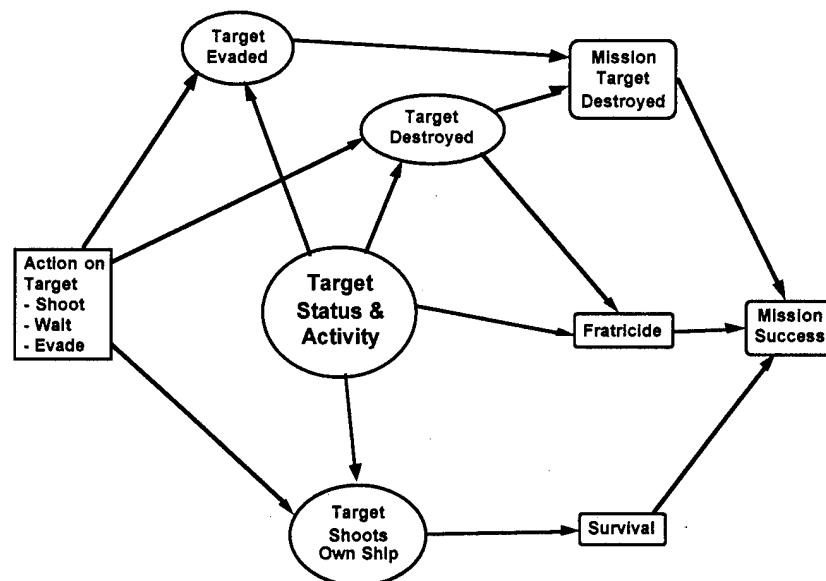 Target
Evaded
Mission
Target
Destroyed
Target
Destroyed
Action on
Target
- Shoot
- Wait
- Evade
Target
Status &
Activity
Fratricide
Mission
Success
Target
Shoots
Own Ship
Survival